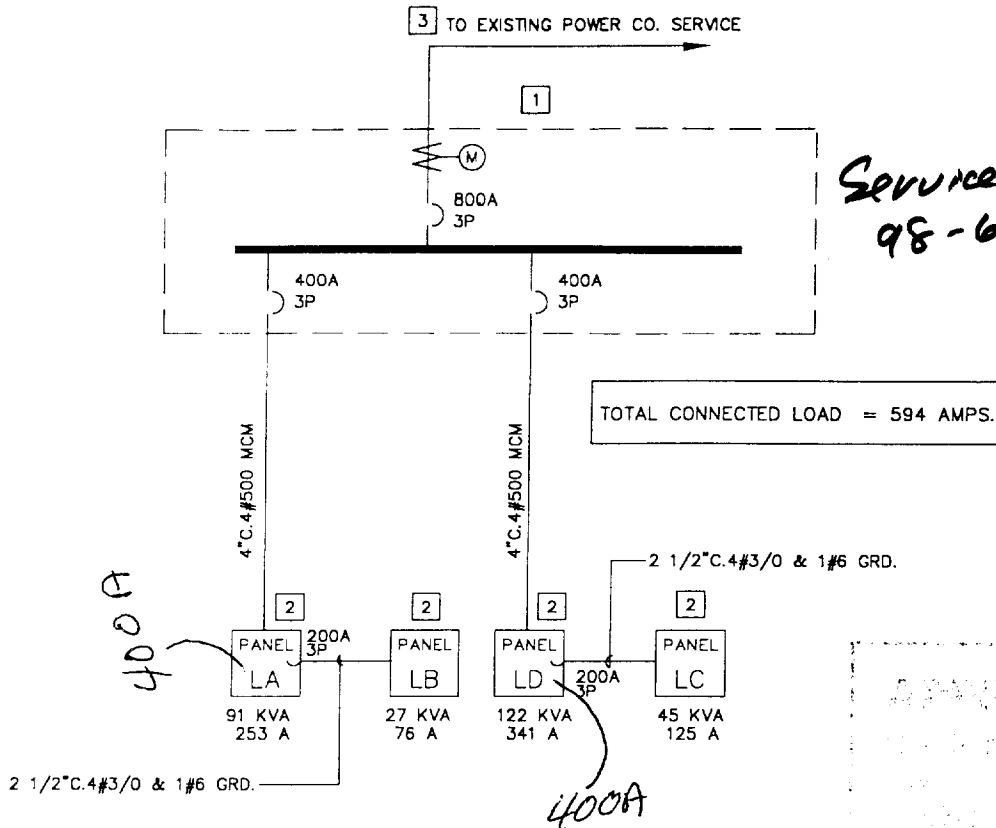 3 TO EXISTING POWER CO. SERVICE
1
M
800A
3P
Service
98-6
400A
3P
400A
3P
TOTAL CONNECTED LOAD = 594 AMPS.
4"C.4#500 MCM
4"C.4#500 MCM
2 1/2"C.4#3/0 & 1#6 GRD.
400A
2
2
2
2
PANEL
LA
200A
3P
PANEL
LB
PANEL
LD
200A
3P
PANEL
LC
91 KVA
253 A
27 KVA
76 A
122 KVA
341 A
45 KVA
125 A
2 1/2"C.4#3/0 & 1#6 GRD.
400A